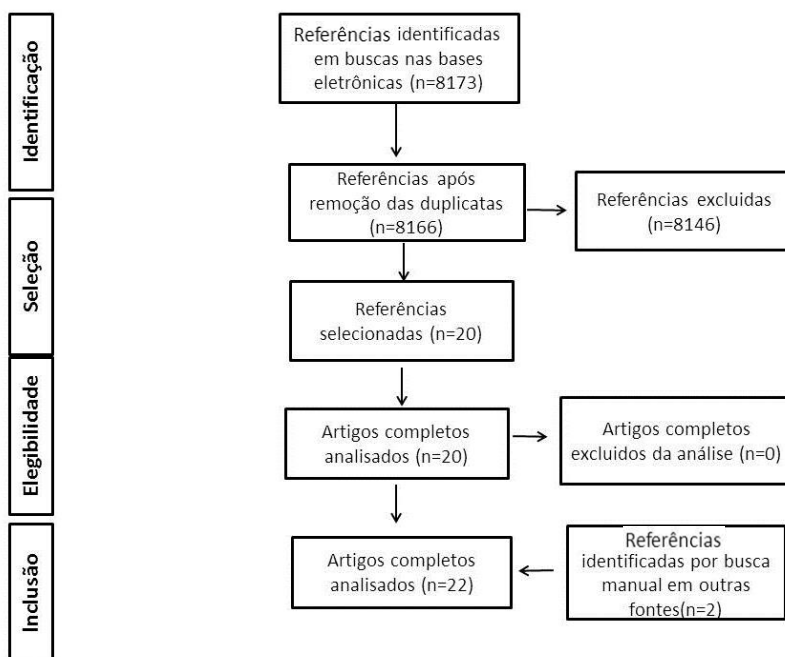 Identificação
Referências identificadas
em buscas nas bases
eletrônicas (n=8173)
Referências após
remoção das duplicatas
(n=8166)
Referências excluidas
(n=8146)
Seleção
Referências
selecionadas (n=20)
Elegibilidade
Artigos completos
analisados (n=20)
Artigos completos
excluidos da análise (n=0)
Inclusão
Artigos completos
analisados (n=22)
Referências
identificadas por busca
manual em outras
fontes(n=2)